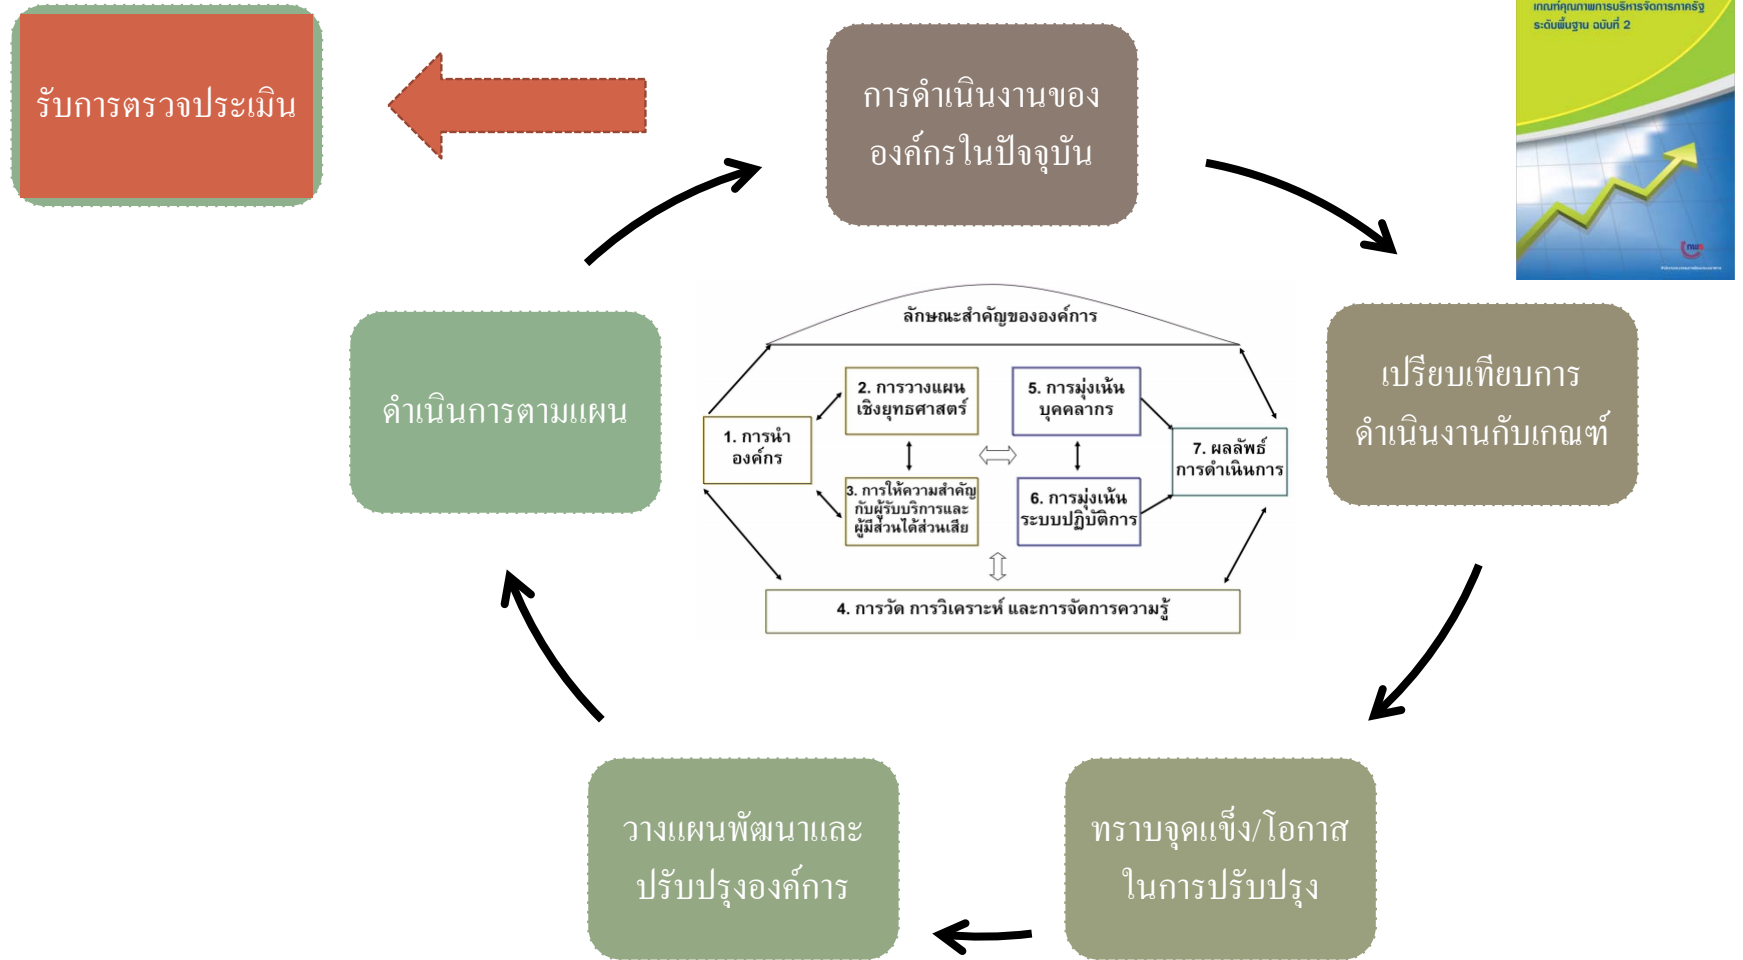 รับการตรวจประเมิน
การดำเนินงานของ
องค์กรในปัจจุบัน
เกณฑ์คุณภาพการบริหารจัดการภาครัฐ
ระดับพื้นฐาน ฉบับที่ 2
กพร
เปรียบเทียบการ
ดำเนินงานกับเกณฑ์
ทราบจุดแข็ง/โอกาส
ในการปรับปรุง
วางแผนพัฒนาและ
ปรับปรุงองค์การ
ดำเนินการตามแผน
ลักษณะสำคัญขององค์การ
1. การนำ
องค์กร
2. การวางแผน
เชิงยุทธศาสตร์
3. การให้ความสำคัญ
กับผู้รับบริการและ
ผู้มีส่วนได้ส่วนเสีย
5. การมุ่งเน้น
บุคคลากร
6. การมุ่งเน้น
ระบบปฏิบัติการ
7. ผลลัพธ์
การดำเนินการ
4. การวัด การวิเคราะห์ และการจัดการความรู้